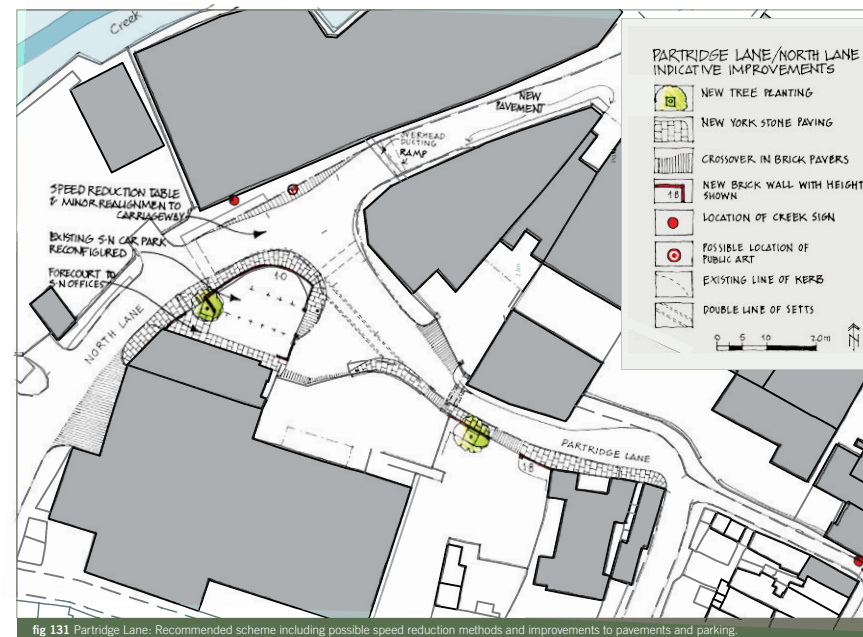 Creek
PARTRIDGE LANE/NORTH LANE
INDICATIVE IMPROVEMENTS
NEW TREE PLANTING
NEW YORK STONE PAVING
CROSSOVER IN BRICK PAVERS
NEW BRICK WALL WITH HEIGHT
SHOWN
1·8
LOCATION OF CREEK SIGN
POSSIBLE LOCATION OF
PUBLIC ART
EXISTING LINE OF KERB
DOUBLE LINE OF SETTS
0 5 10 20m
N
NEW
PAVEMENT
OVERHEAD
DUCTING
RAMP
SPEED REDUCTION TABLE
& MINOR REALIGNMENT TO
CARRIAGEWAY
EXISTING S·N CAR PARK
RECONFIGURED
FORECOURT TO
S·N OFFICES
1·0
NORTH LANE
PARTRIDGE LANE
1·8
fig 131 Partridge Lane: Recommended scheme including possible speed reduction methods and improvements to pavements and parking.